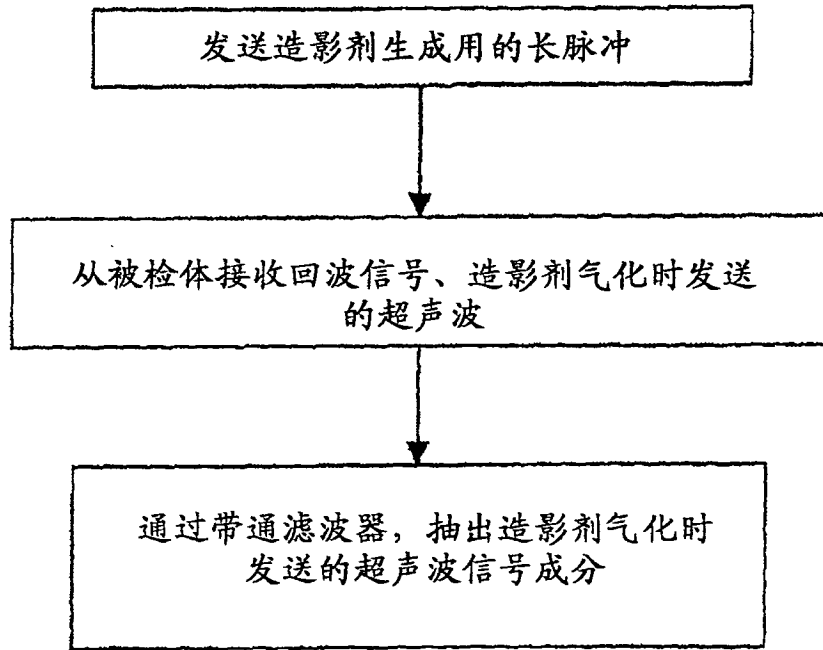 发送造影剂生成用的长脉冲
从被检体接收回波信号、造影剂气化时发送
的超声波
通过带通滤波器，抽出造影剂气化时
发送的超声波信号成分